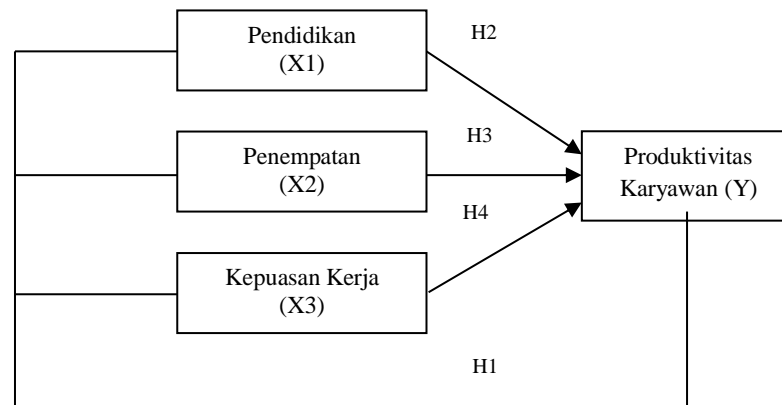 Pendidikan
(X1)
H2
Penempatan
(X2)
H3
Produktivitas
Karyawan (Y)
H4
Kepuasan Kerja
(X3)
H1